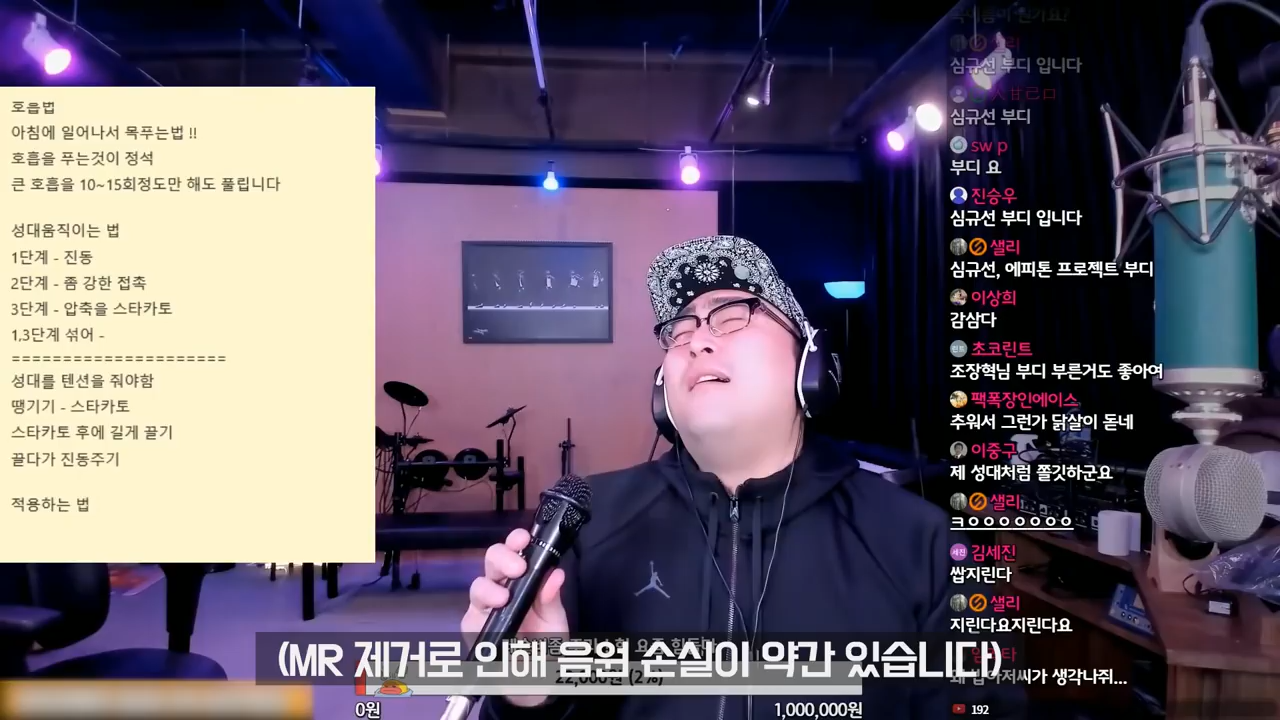 호흡법
아침에 일어나서 목푸는법 !!
호흡을 푸는것이 정석
큰 호흡을 10~15회정도만 해도 풀립니다
성대움직이는 법
1단계 - 진동
2단계 - 좀 강한 접촉
3단계 - 압축을 스타카토
1,3단계 섞어 -
=====================
성대를 텐션을 줘야함
땡기기 - 스타카토
스타카토 후에 길게 끌기
끌다가 진동주기
적용하는 법
샐리
심규선 부디 입니다
심규선 부디
sw p
부디 요
진승우
심규선 부디 입니다
샐리
심규선, 에피톤 프로젝트 부디
이상희
감삼다
초코린트
조장혁님 부디 부른거도 좋아여
팩폭장인에이스
추워서 그런가 닭살이 돋네
이중구
제 성대처럼 쫄깃하군요
샐리
ㅋㅇㅇㅇㅇㅇㅇㅇ
세진 김세진
쌉지린다
샐리
지린다요지린다요
생각나쥐...
(MR 제거로 인해 음원 손실이 약간 있습니다)
22,000원 (2%)
0원
1,000,000원
192